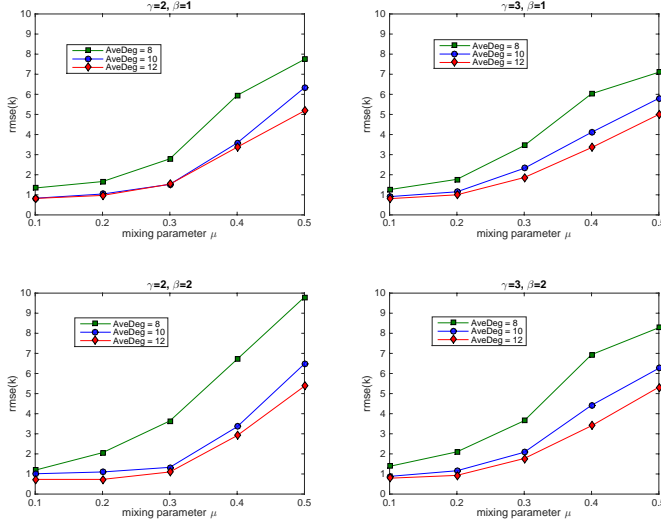 γ=2, β=1
10
9
8
7
6
5
4
3
2
1
0
rmse(k)
AveDeg = 8
AveDeg = 10
AveDeg = 12
0.1 0.2 0.3 0.4 0.5
mixing parameter μ
γ=3, β=1
10
9
8
7
6
5
4
3
2
1
0
rmse(k)
AveDeg = 8
AveDeg = 10
AveDeg = 12
0.1 0.2 0.3 0.4 0.5
mixing parameter μ
γ=2, β=2
10
9
8
7
6
5
4
3
2
1
0
rmse(k)
AveDeg = 8
AveDeg = 10
AveDeg = 12
0.1 0.2 0.3 0.4 0.5
mixing parameter μ
γ=3, β=2
10
9
8
7
6
5
4
3
2
1
0
rmse(k)
AveDeg = 8
AveDeg = 10
AveDeg = 12
0.1 0.2 0.3 0.4 0.5
mixing parameter μ